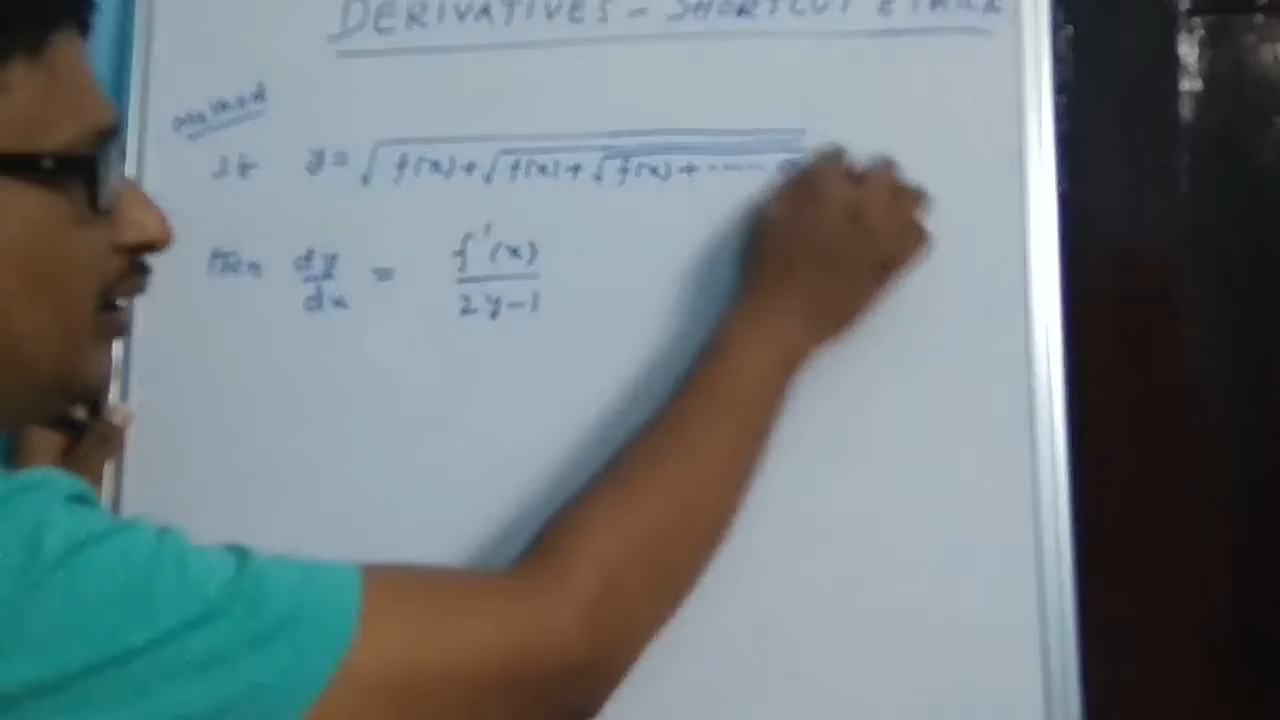 DERIVATIVES - SHORTCUT & TRICK
method
If y = √f(x) + √f(x) + √f(x) + ......
then dy/dx = f'(x)/2y-1